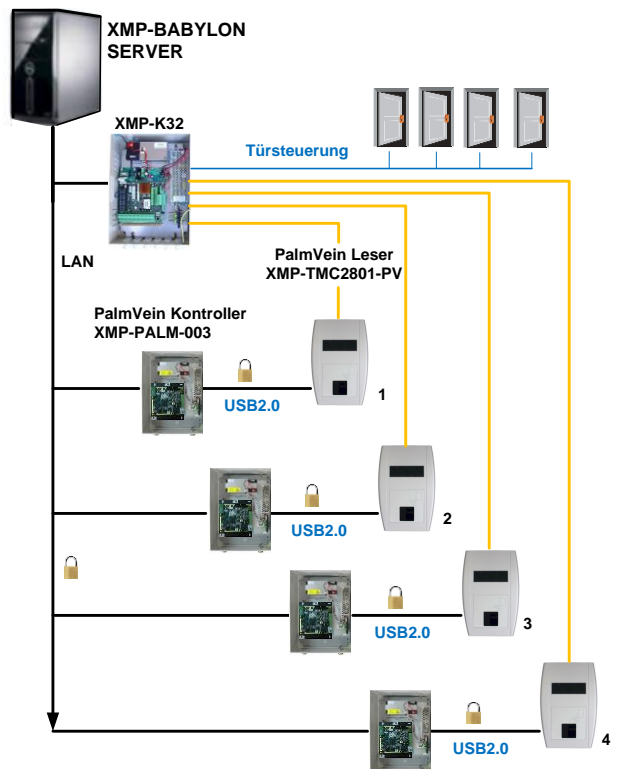 XMP-BABYLON
SERVER
XMP-K32
Türsteuerung
LAN
PalmVein Leser
XMP-TMC2801-PV
PalmVein Kontroller
XMP-PALM-003
USB2.0
1
USB2.0
2
USB2.0
3
USB2.0
4